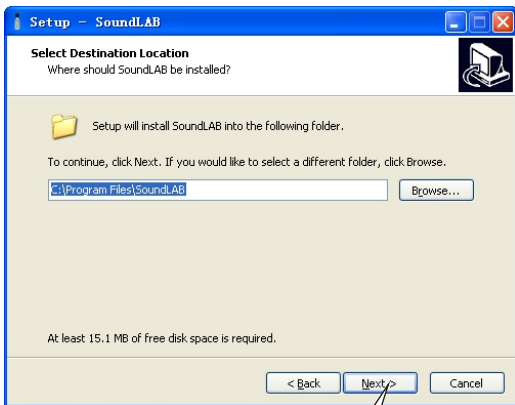 Setup - SoundLAB
Select Destination Location
Where should SoundLAB be installed?
Setup will install SoundLAB into the following folder.
To continue, click Next. If you would like to select a different folder, click Browse.
C:\Program Files\SoundLAB
Browse...
At least 15.1 MB of free disk space is required.
< Back
Next >
Cancel